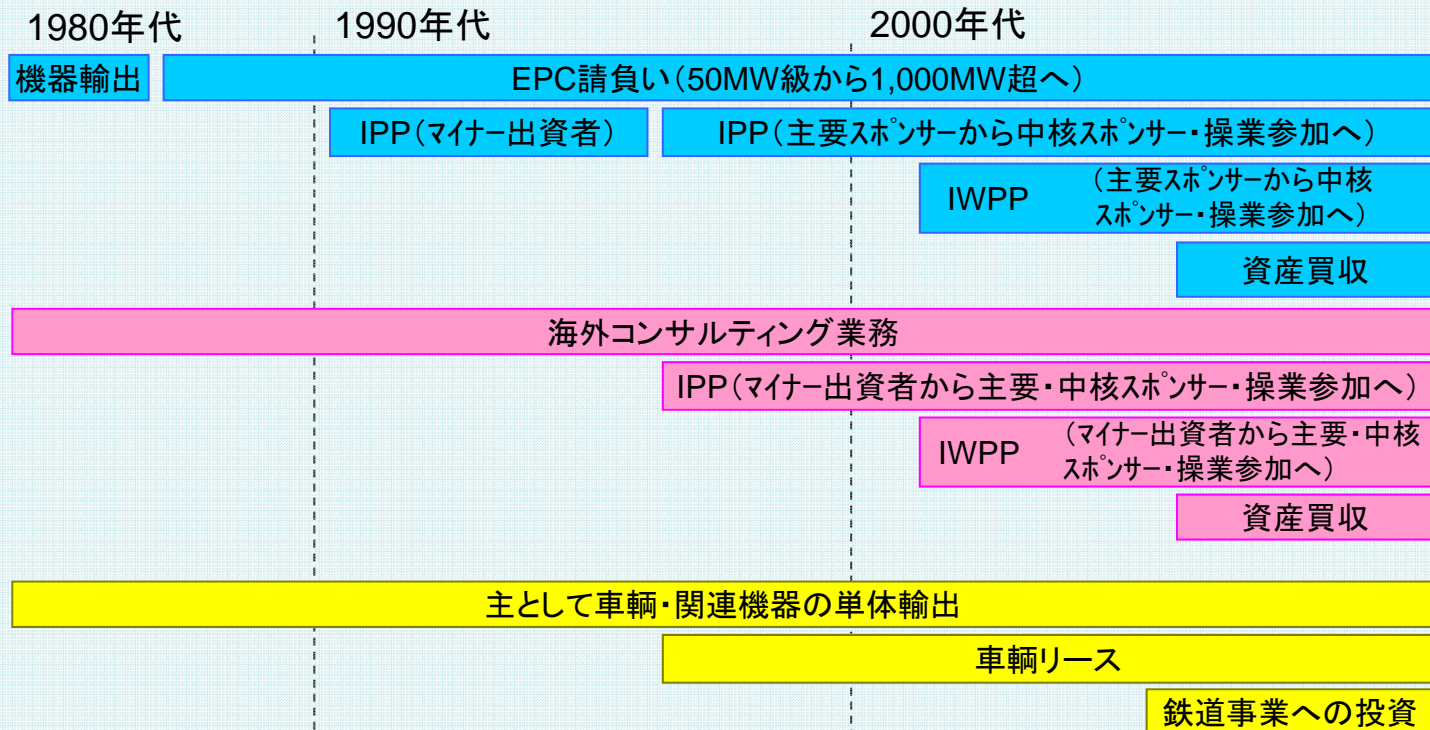 1980年代
1990年代
2000年代
機器輸出
EPC請負い(50MW級から1,000MW超へ)
IPP(マイナー出資者)
IPP(主要スポンサーから中核スポンサー・操業参加へ)
IWPP
(主要スポンサーから中核
スポンサー・操業参加へ)
資産買収
海外コンサルティング業務
IPP(マイナー出資者から主要・中核スポンサー・操業参加へ)
IWPP
(マイナー出資者から主要・中核
スポンサー・操業参加へ)
資産買収
主として車輌・関連機器の単体輸出
車輌リース
鉄道事業への投資